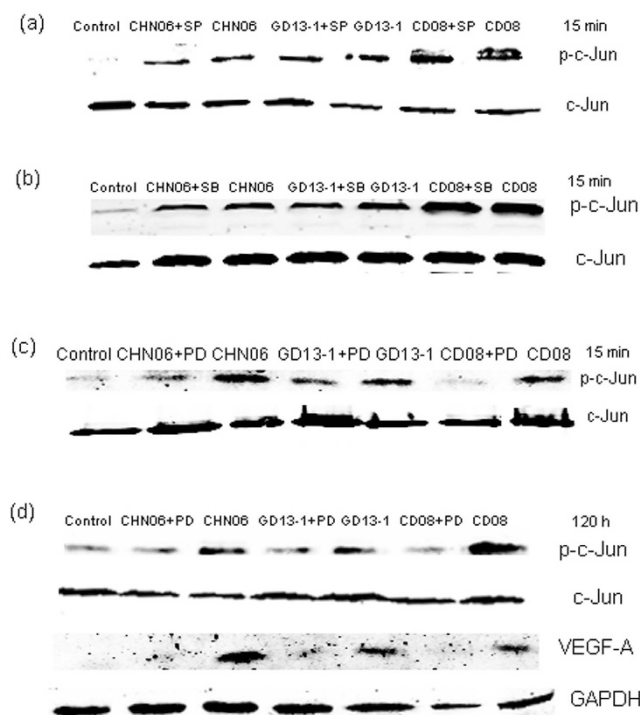 (a)
Control CHN06+SP CHN06 GD13-1+SP GD13-1 CD08+SP CD08 15 min
p-c-Jun
c-Jun
(b)
Control CHN06+SB CHN06 GD13-1+SB GD13-1 CD08+SB CD08 15 min
p-c-Jun
c-Jun
(c)
Control CHN06+PD CHN06 GD13-1+PD GD13-1 CD08+PD CD08 15 min
p-c-Jun
c-Jun
(d)
Control CHN06+PD CHN06 GD13-1+PD GD13-1 CD08+PD CD08 120 h
p-c-Jun
c-Jun
VEGF-A
GAPDH